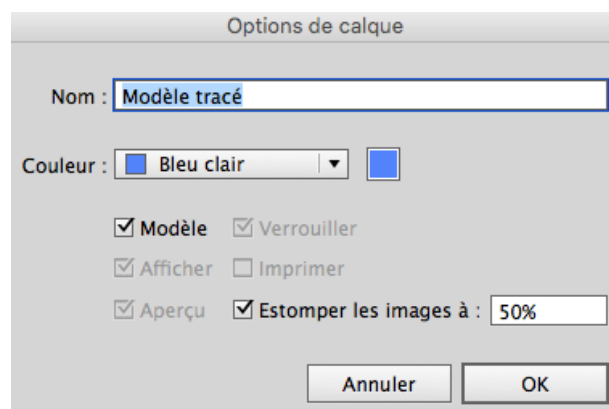 Options de calque
Nom : Modèle tracé
Couleur : Bleu clair
Modèle Verrouiller
Afficher Imprimer
Aperçu Estomper les images à : 50%
Annuler OK